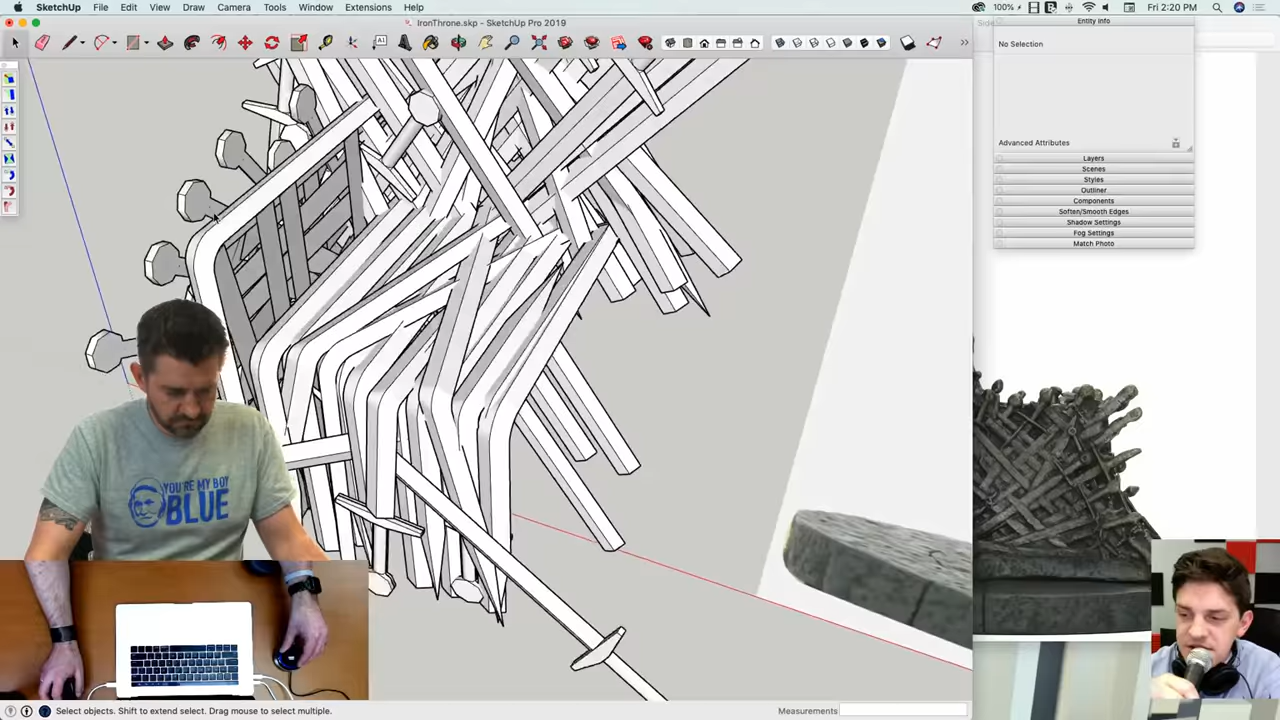 SketchUp File Edit View Draw Camera Tools Window Extensions Help
100% Fri 2:20 PM
IronThrone.skp - SketchUp Pro 2019
Entity Info
No Selection
Advanced Attributes
Layers
Scenes
Styles
Outliner
Components
Soften/Smooth Edges
Shadow Settings
Fog Settings
Match Photo
YOU'RE MY BOY
BLUE
Select objects. Shift to extend select. Drag mouse to select multiple.
Measurements